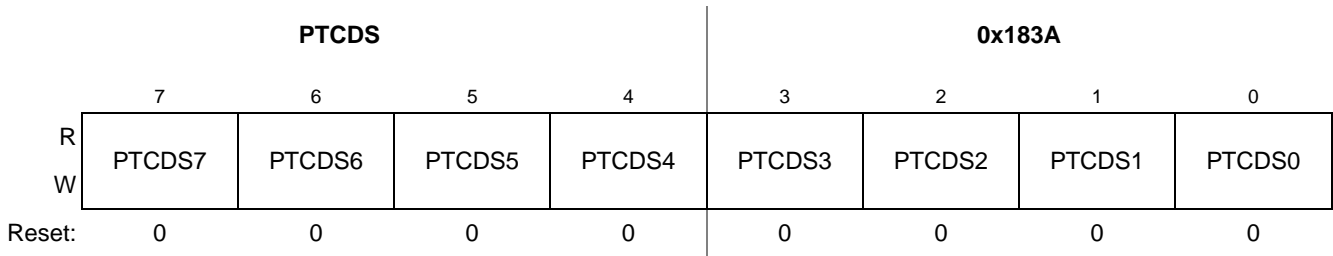 PTCDS 0x183A
7 6 5 4 3 2 1 0
R
PTCDS7 PTCDS6 PTCDS5 PTCDS4 PTCDS3 PTCDS2 PTCDS1 PTCDS0
W
Reset: 0 0 0 0 0 0 0 0